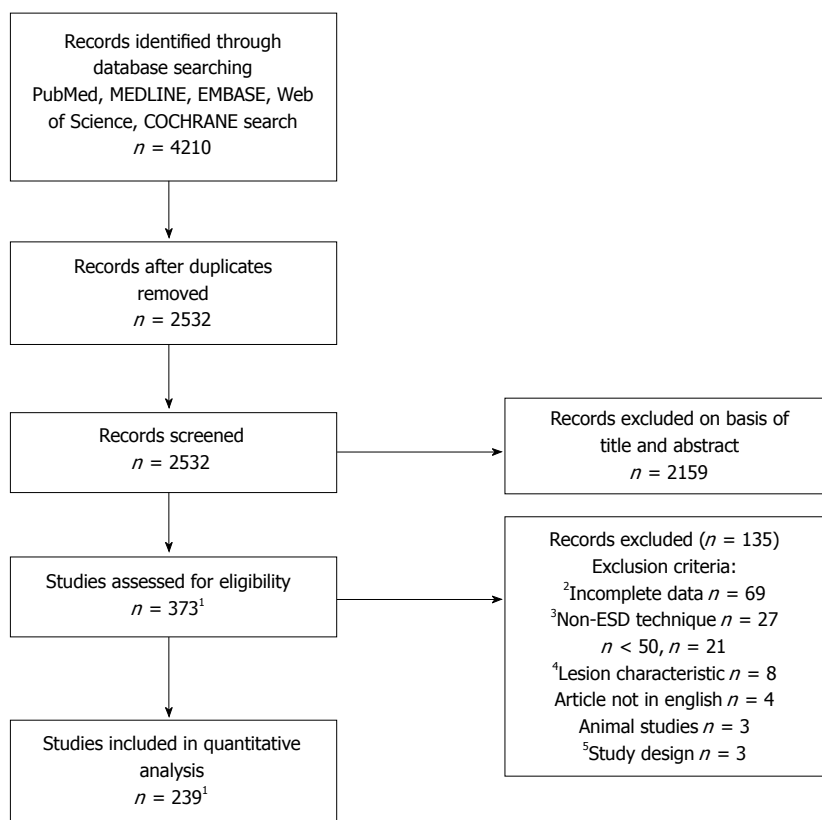 Records identified through
database searching
PubMed, MEDLINE, EMBASE, Web
of Science, COCHRANE search
n = 4210
Records after duplicates
removed
n = 2532
Records screened
n = 2532
Records excluded on basis of
title and abstract
n = 2159
Studies assessed for eligibility
n = 373¹
Records excluded (n = 135)
Exclusion criteria:
²Incomplete data n = 69
³Non-ESD technique n = 27
n < 50, n = 21
⁴Lesion characteristic n = 8
Article not in english n = 4
Animal studies n = 3
⁵Study design n = 3
Studies included in quantitative
analysis
n = 239¹